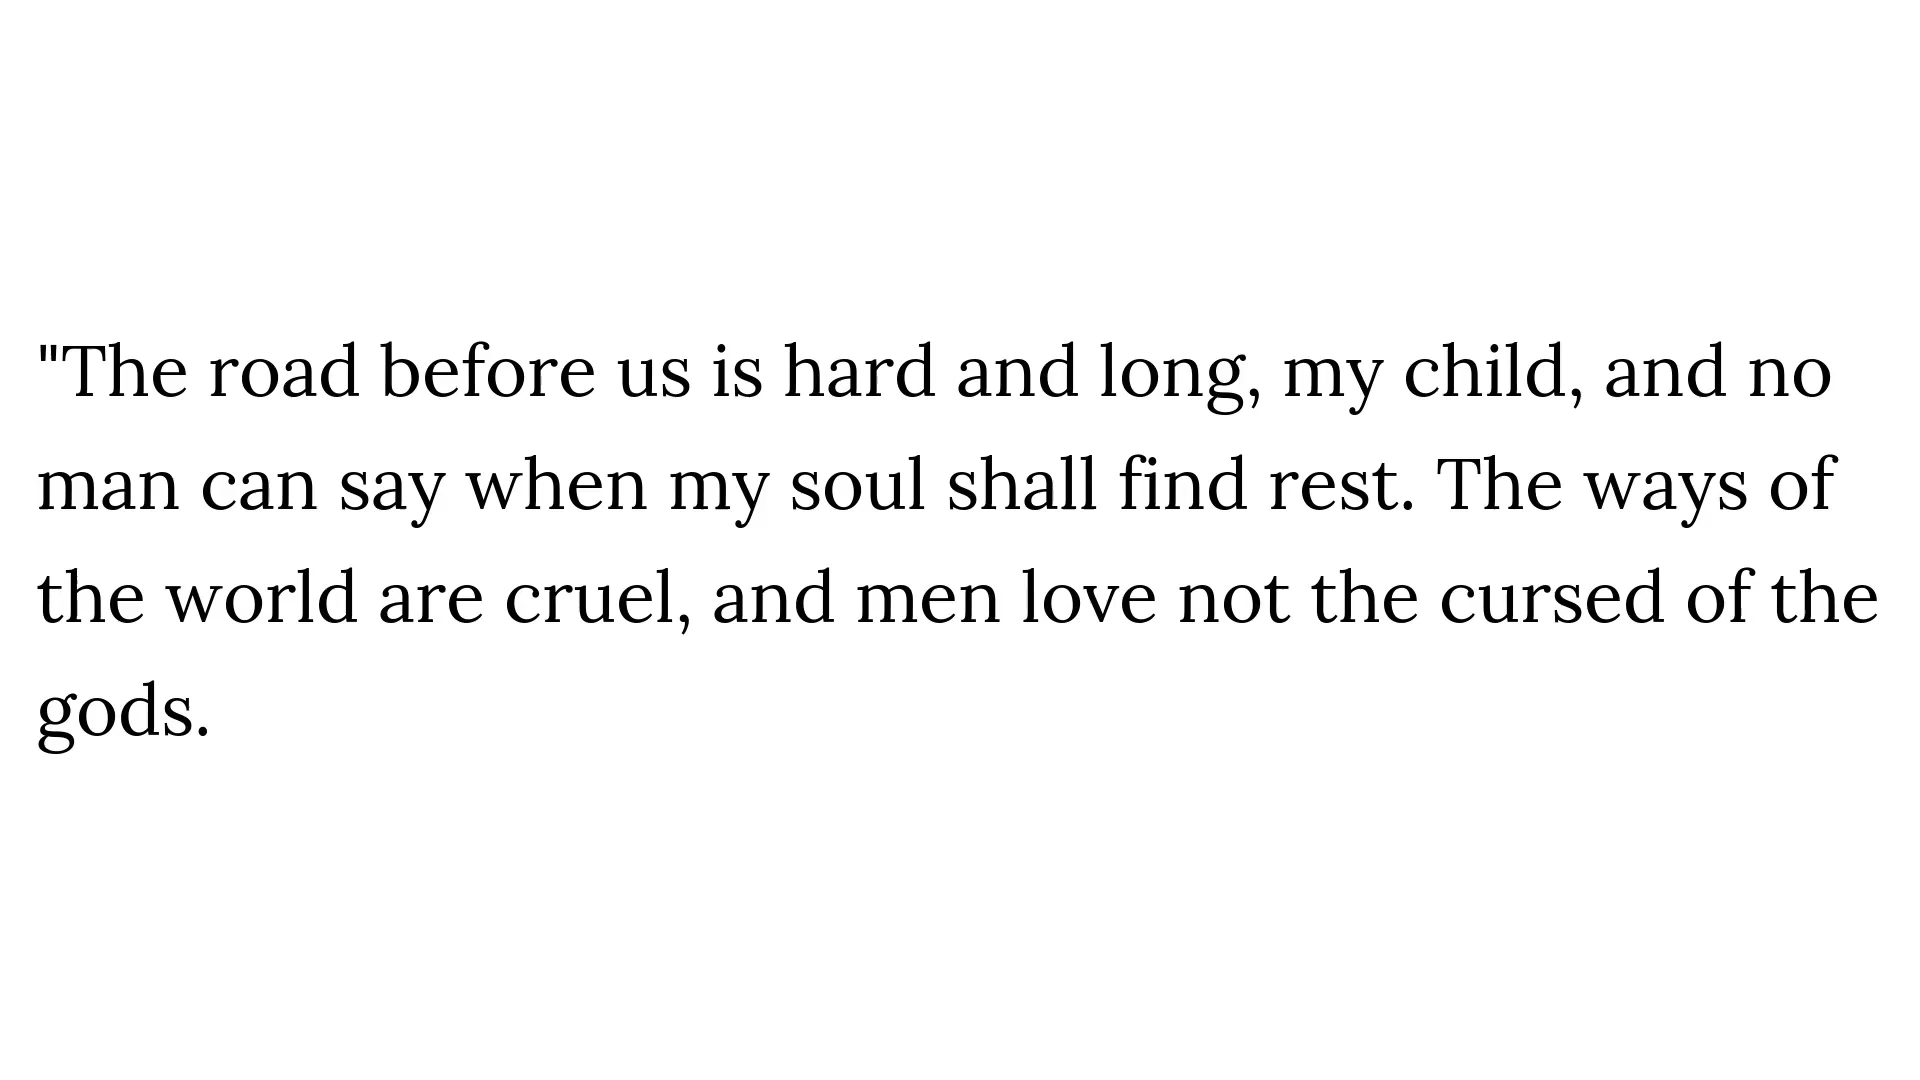 "The road before us is hard and long, my child, and no
man can say when my soul shall find rest. The ways of
the world are cruel, and men love not the cursed of the
gods.